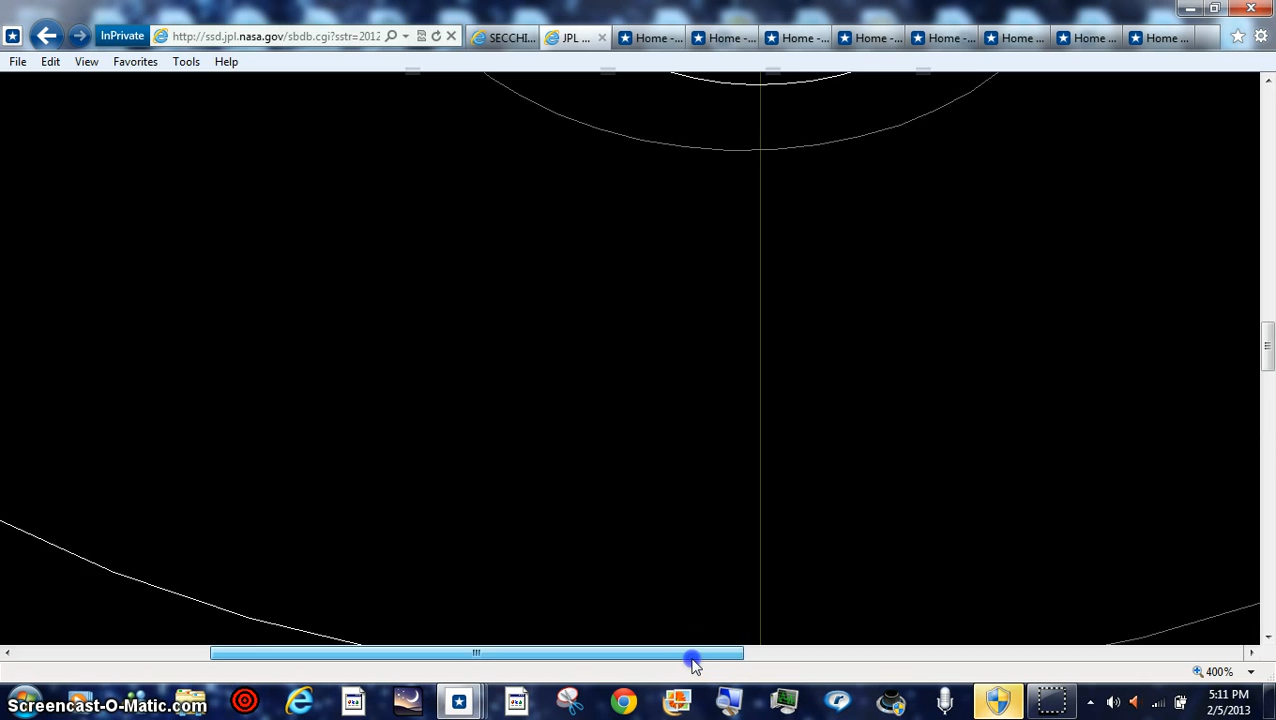 InPrivate
http://ssd.jpl.nasa.gov/sbdb.cgi?sstr=2012
SECCHI...
JPL ...
Home -...
Home -...
Home -...
Home -...
Home -...
Home ...
Home ...
Home ...
File Edit View Favorites Tools Help
400%
Screencast-O-Matic.com
5:11 PM
2/5/2013